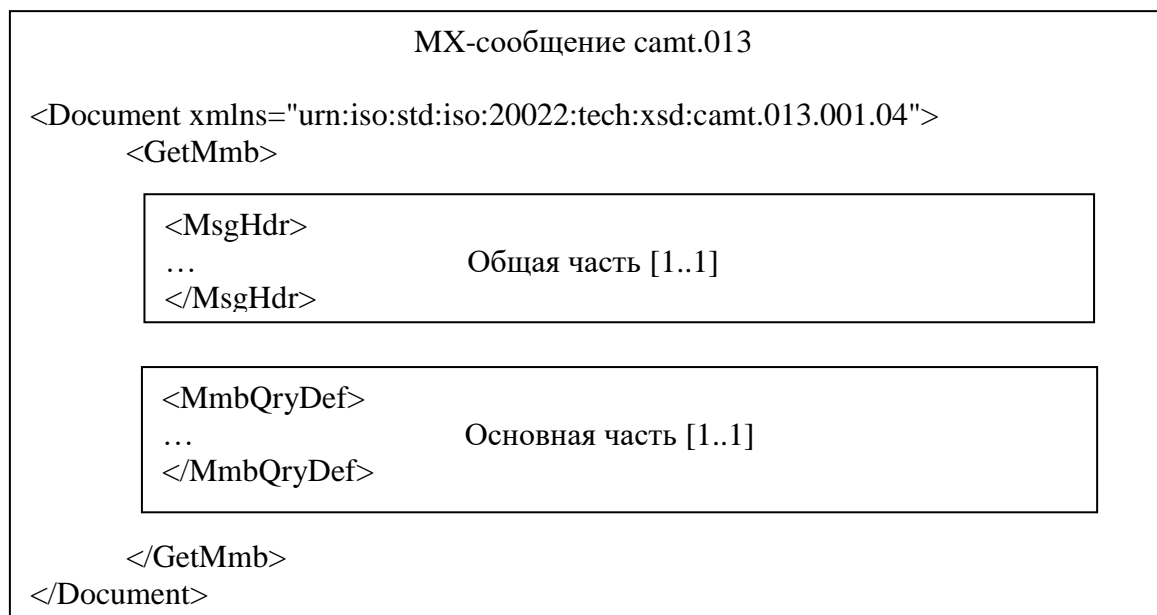 MX-сообщение camt.013
<Document xmlns="urn:iso:std:iso:20022:tech:xsd:camt.013.001.04">
<GetMmb>
<MsgHdr>
… Общая часть [1..1]
</MsgHdr>
<MmbQryDef>
… Основная часть [1..1]
</MmbQryDef>
</GetMmb>
</Document>